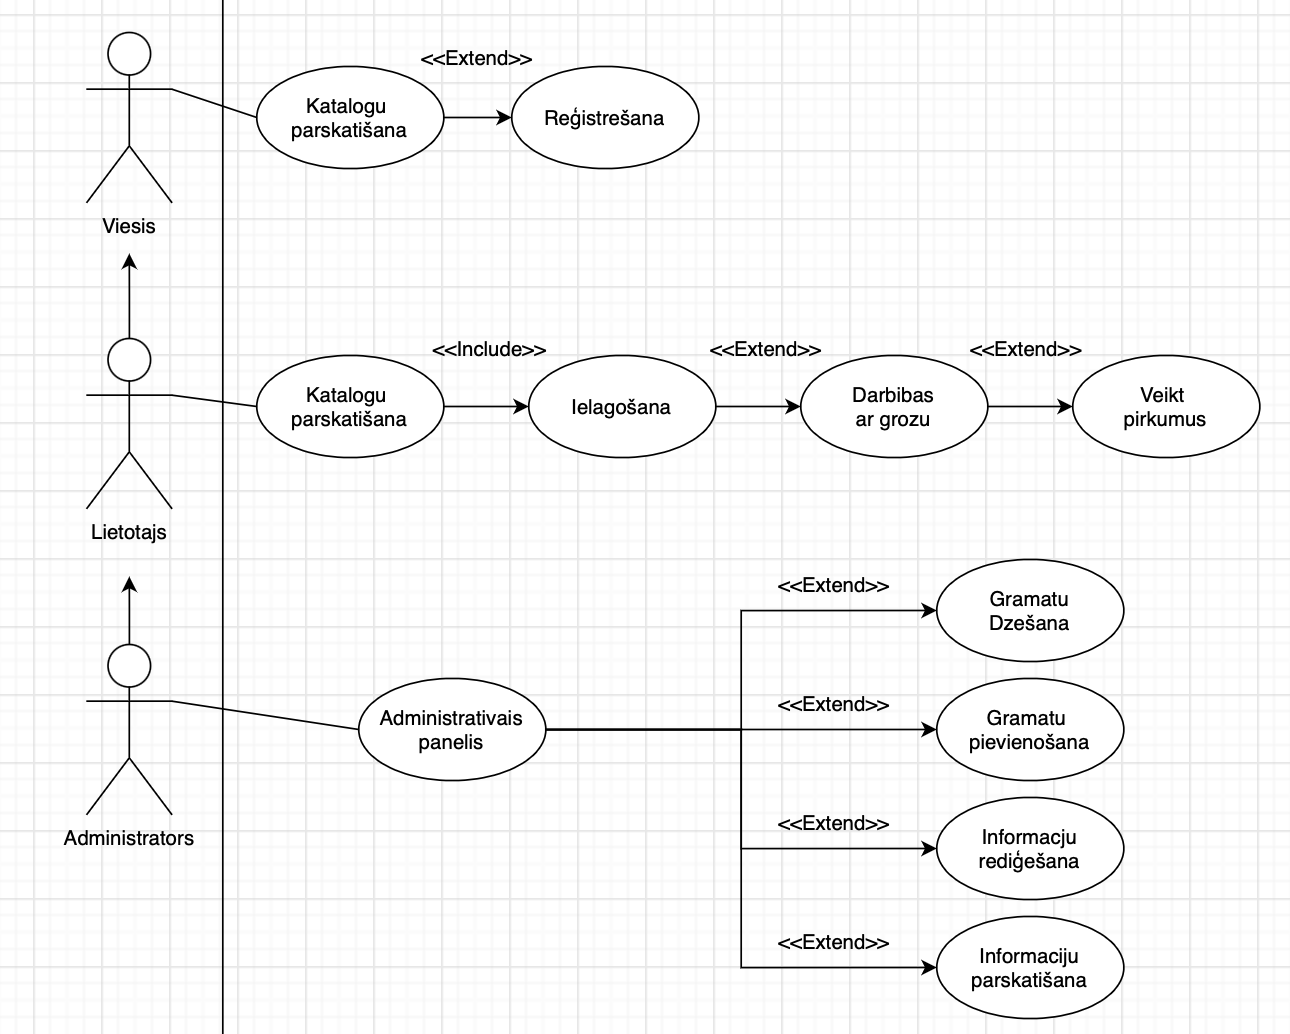 <<Extend>>
Katalogu
parskatišana
Reģistrešana
Viesis
<<Include>>
<<Extend>>
<<Extend>>
Katalogu
parskatišana
Ielagošana
Darbibas
ar grozu
Veikt
pirkumus
Lietotajs
<<Extend>>
Gramatu
Dzešana
<<Extend>>
Administrativais
panelis
Gramatu
pievienošana
Administrators
<<Extend>>
Informacju
rediģešana
<<Extend>>
Informaciju
parskatišana